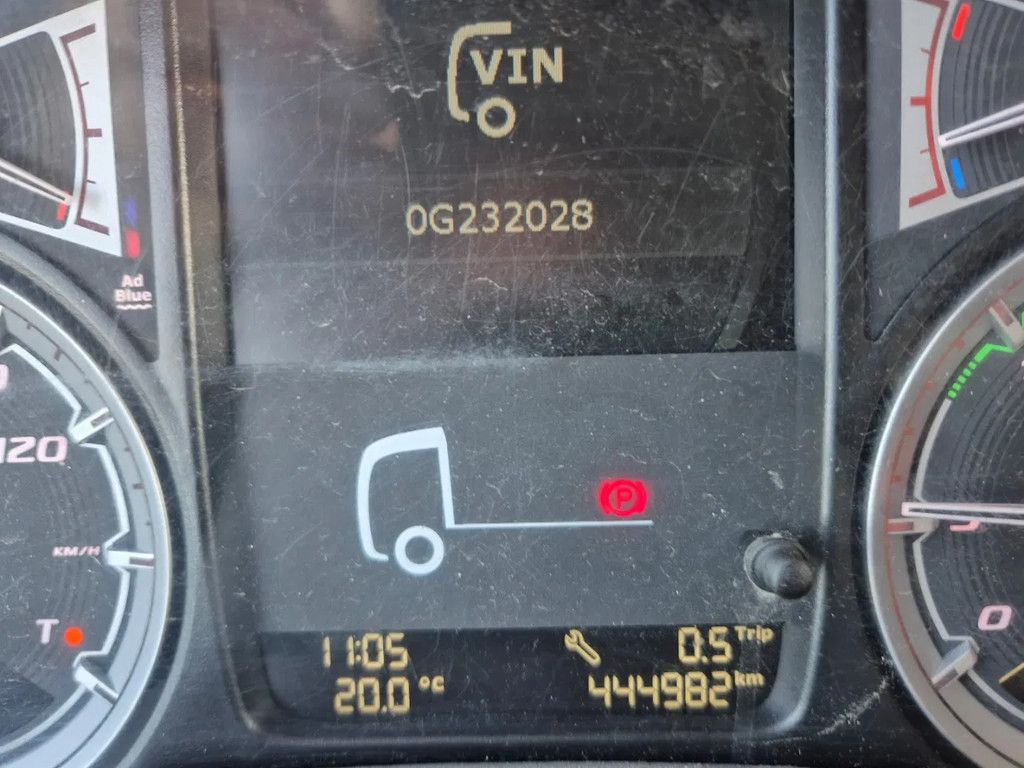 VIN
0G232028
Ad
Blue
120
KM/H
P
T
0
11:05
0.5 Trip
20.0 °C
444982 km